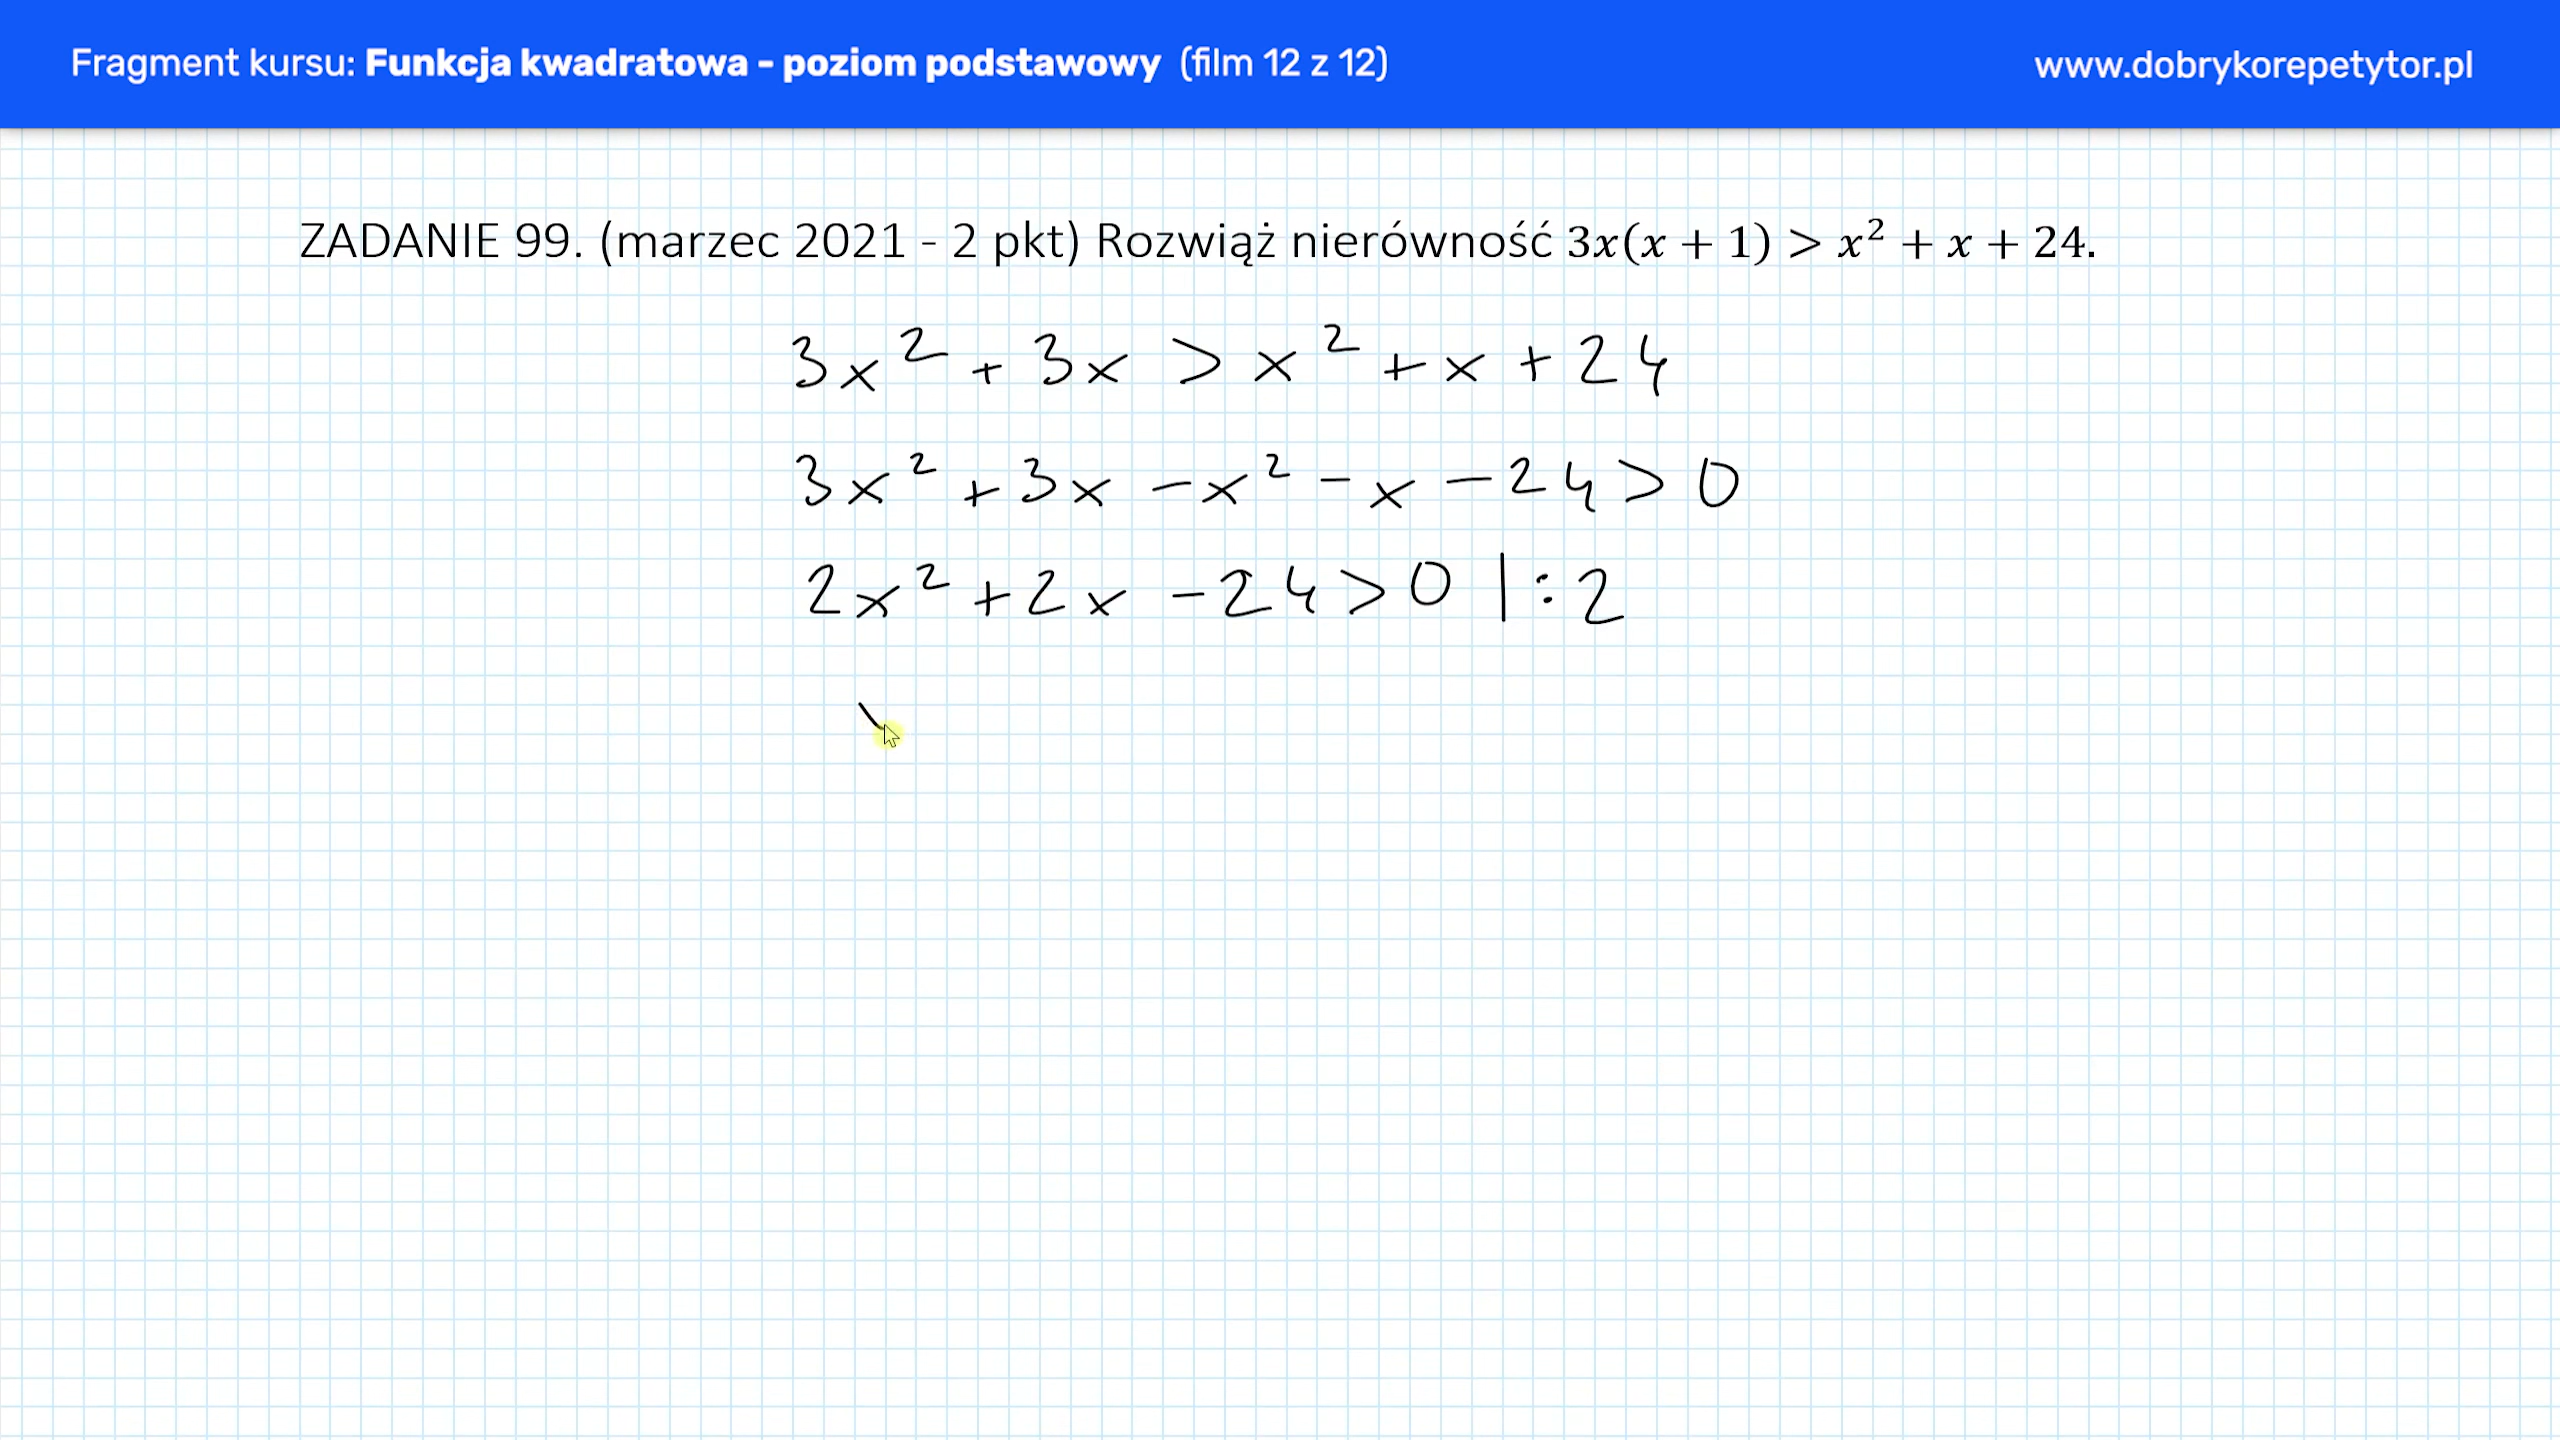 Fragment kursu: Funkcja kwadratowa - poziom podstawowy (film 12 z 12) www.dobrykorepetytor.pl
ZADANIE 99. (marzec 2021 - 2 pkt) Rozwiąż nierówność 3x(x + 1) > x² + x + 24.
3x² + 3x > x² + x + 24
3x² + 3x - x² - x - 24 > 0
2x² + 2x - 24 > 0 | : 2